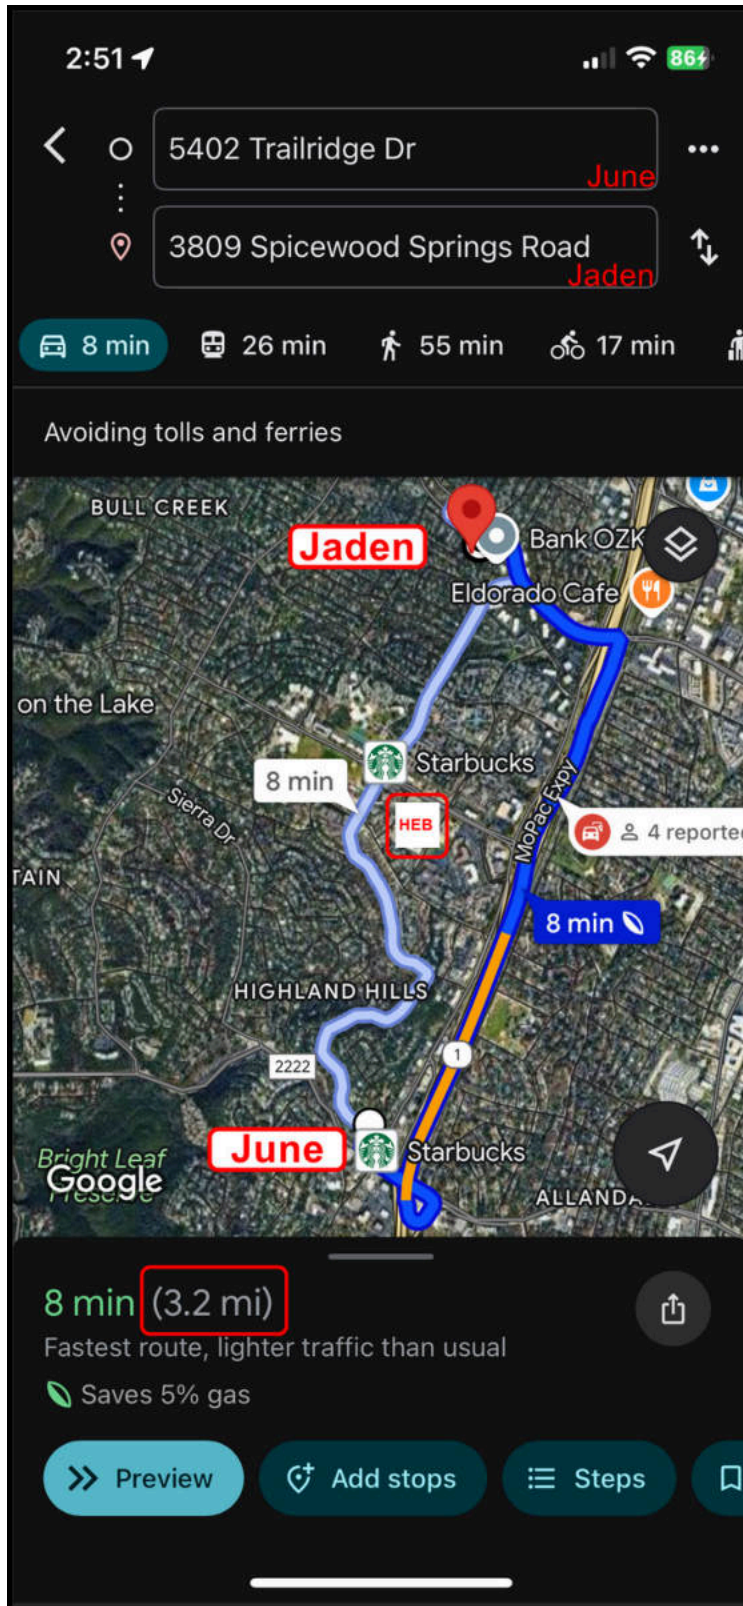 2:51
86
5402 Trailridge Dr
June
3809 Spicewood Springs Road
Jaden
8 min
26 min
55 min
17 min
Avoiding tolls and ferries
BULL CREEK
Jaden
Bank OZK
Eldorado Cafe
on the Lake
Starbucks
8 min
Sierra Dr
HEB
MoPac Expy
4 reported
TAIN
8 min
HIGHLAND HILLS
1
2222
June
Starbucks
Bright Leaf
Google
ALLANDA
8 min (3.2 mi)
Fastest route, lighter traffic than usual
Saves 5% gas
Preview
Add stops
Steps